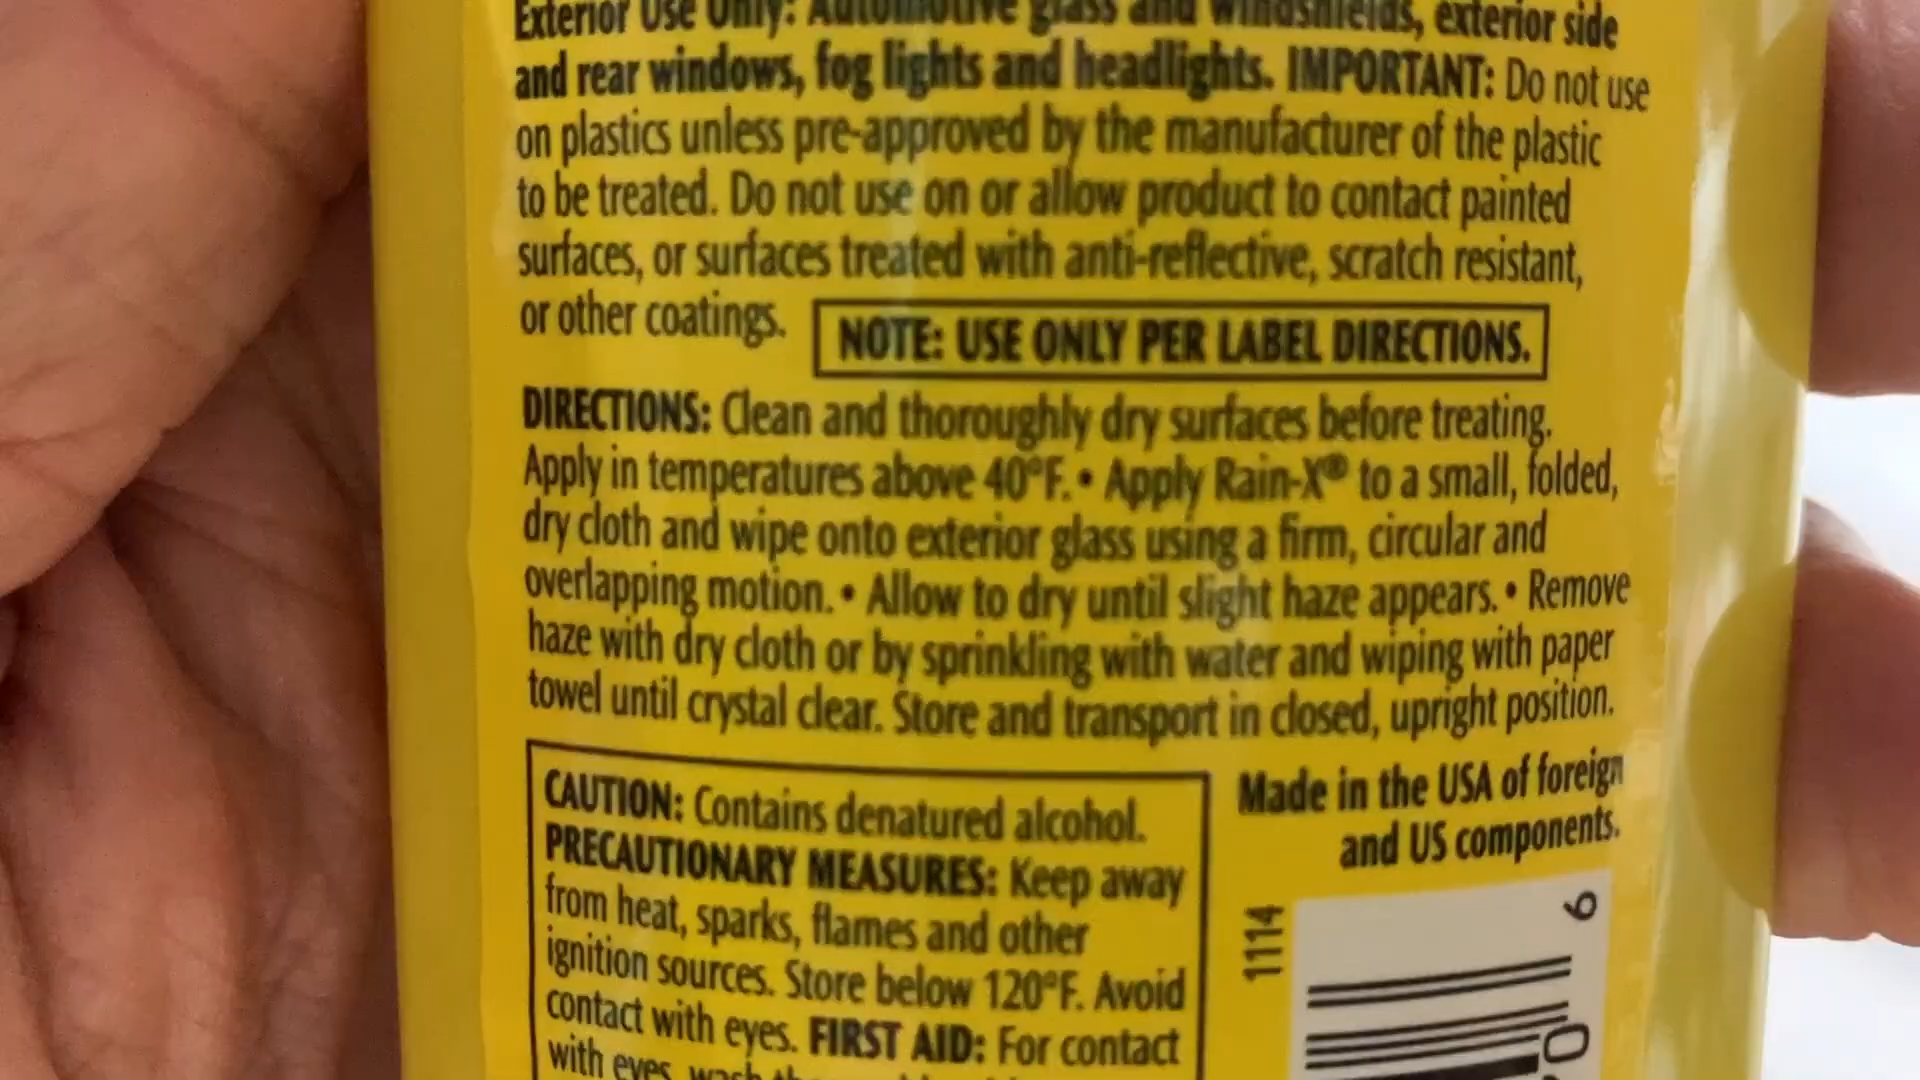 Exterior Use Only: Automotive glass and windshields, exterior side
and rear windows, fog lights and headlights. IMPORTANT: Do not use
on plastics unless pre-approved by the manufacturer of the plastic
to be treated. Do not use on or allow product to contact painted
surfaces, or surfaces treated with anti-reflective, scratch resistant,
or other coatings. NOTE: USE ONLY PER LABEL DIRECTIONS.
DIRECTIONS: Clean and thoroughly dry surfaces before treating.
Apply in temperatures above 40°F. • Apply Rain-X® to a small, folded,
dry cloth and wipe onto exterior glass using a firm, circular and
overlapping motion. • Allow to dry until slight haze appears. • Remove
haze with dry cloth or by sprinkling with water and wiping with paper
towel until crystal clear. Store and transport in closed, upright position.
CAUTION: Contains denatured alcohol.
PRECAUTIONARY MEASURES: Keep away
from heat, sparks, flames and other
ignition sources. Store below 120°F. Avoid
contact with eyes. FIRST AID: For contact
with eyes, wash
Made in the USA of foreign
and US components.
1114
6
0